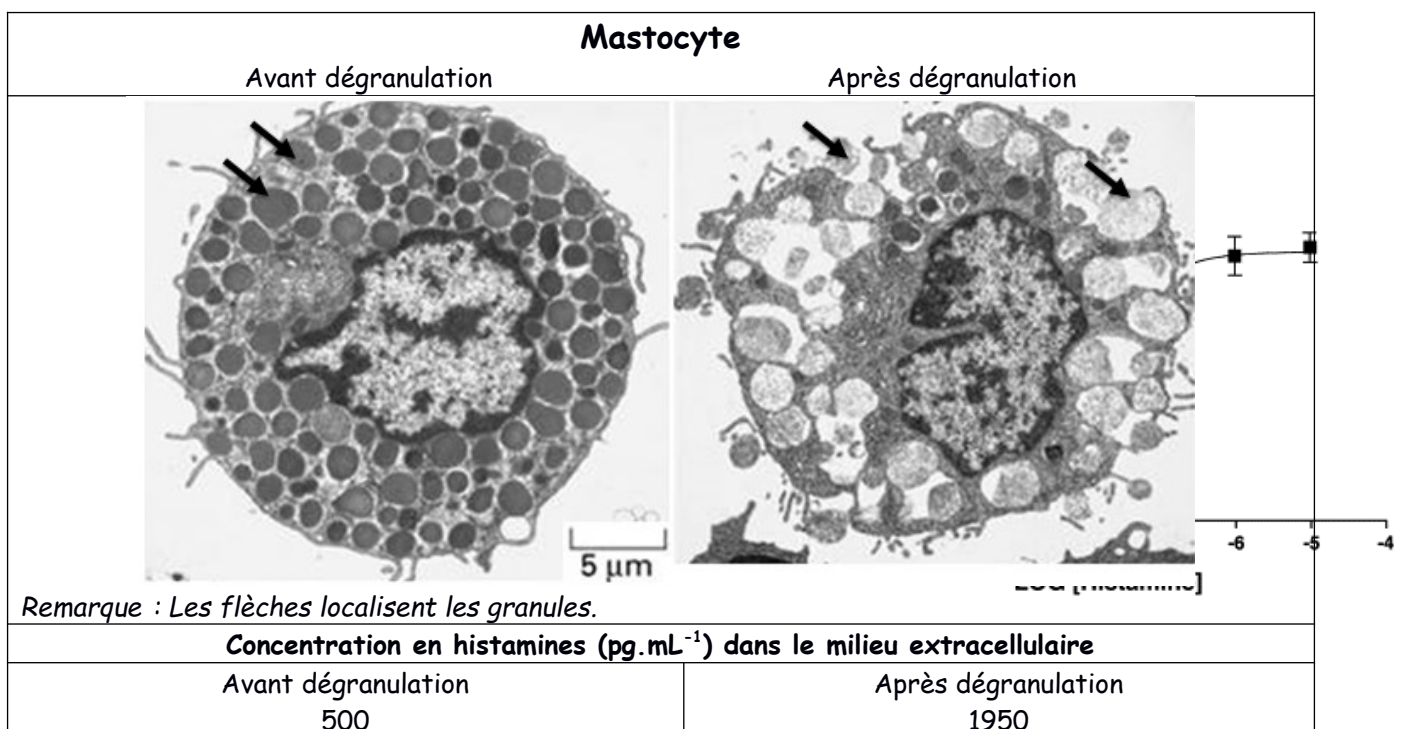 Mastocyte
Avant dégranulation
Après dégranulation
5 μm
-6
-5
-4
[Histamine]
Remarque : Les flèches localisent les granules.
Concentration en histamines (pg.mL⁻¹) dans le milieu extracellulaire
Avant dégranulation
Après dégranulation
500
1950